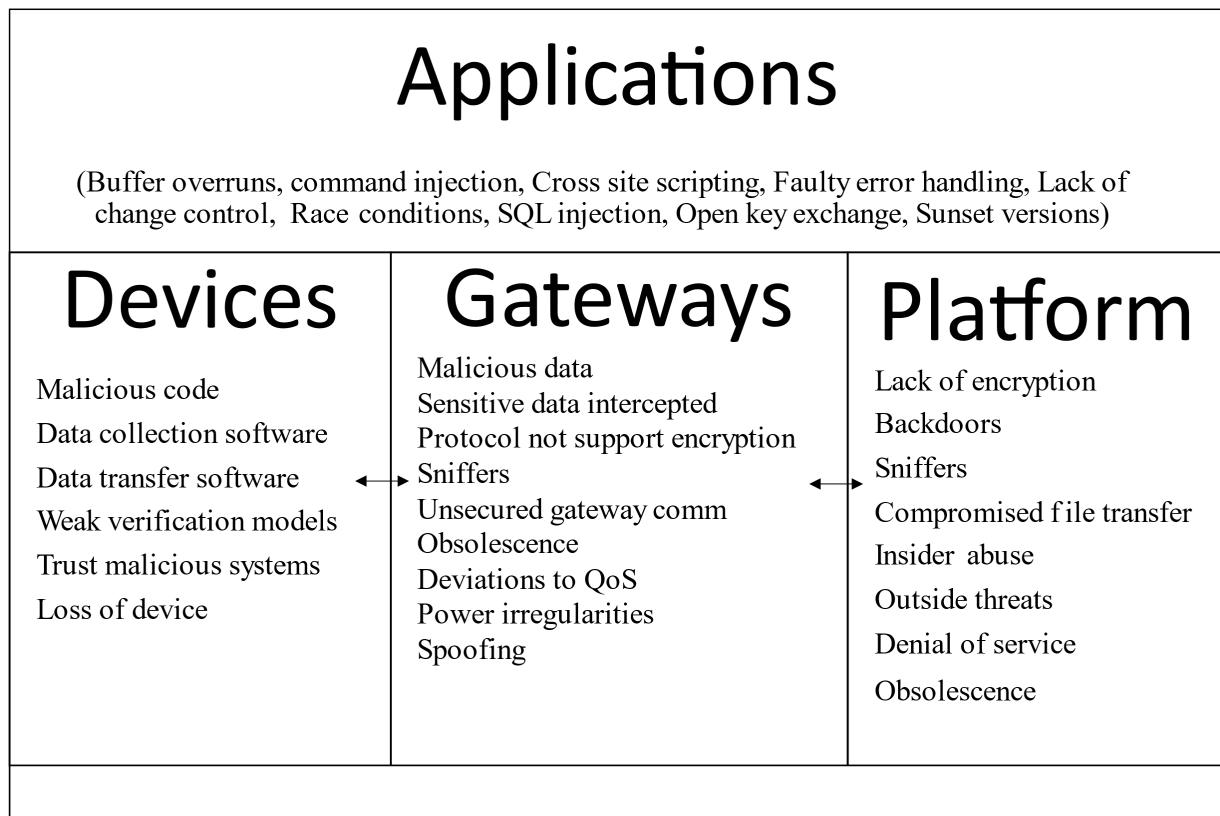 Applications
(Buffer overruns, command injection, Cross site scripting, Faulty error handling, Lack of
change control, Race conditions, SQL injection, Open key exchange, Sunset versions)
Devices
Malicious code
Data collection software
Data transfer software
Weak verification models
Trust malicious systems
Loss of device
Gateways
Malicious data
Sensitive data intercepted
Protocol not support encryption
Sniffers
Unsecured gateway comm
Obsolescence
Deviations to QoS
Power irregularities
Spoofing
Platform
Lack of encryption
Backdoors
Sniffers
Compromised file transfer
Insider abuse
Outside threats
Denial of service
Obsolescence